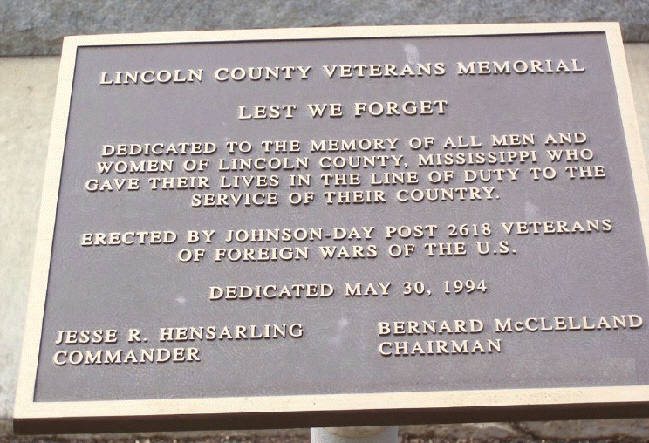 LINCOLN COUNTY VETERANS MEMORIAL
LEST WE FORGET
DEDICATED TO THE MEMORY OF ALL MEN AND
WOMEN OF LINCOLN COUNTY, MISSISSIPPI WHO
GAVE THEIR LIVES IN THE LINE OF DUTY TO THE
SERVICE OF THEIR COUNTRY.
ERECTED BY JOHNSON-DAY POST 2618 VETERANS
OF FOREIGN WARS OF THE U.S.
DEDICATED MAY 30, 1994
JESSE R. HENSARLING
COMMANDER
BERNARD McCLELLAND
CHAIRMAN